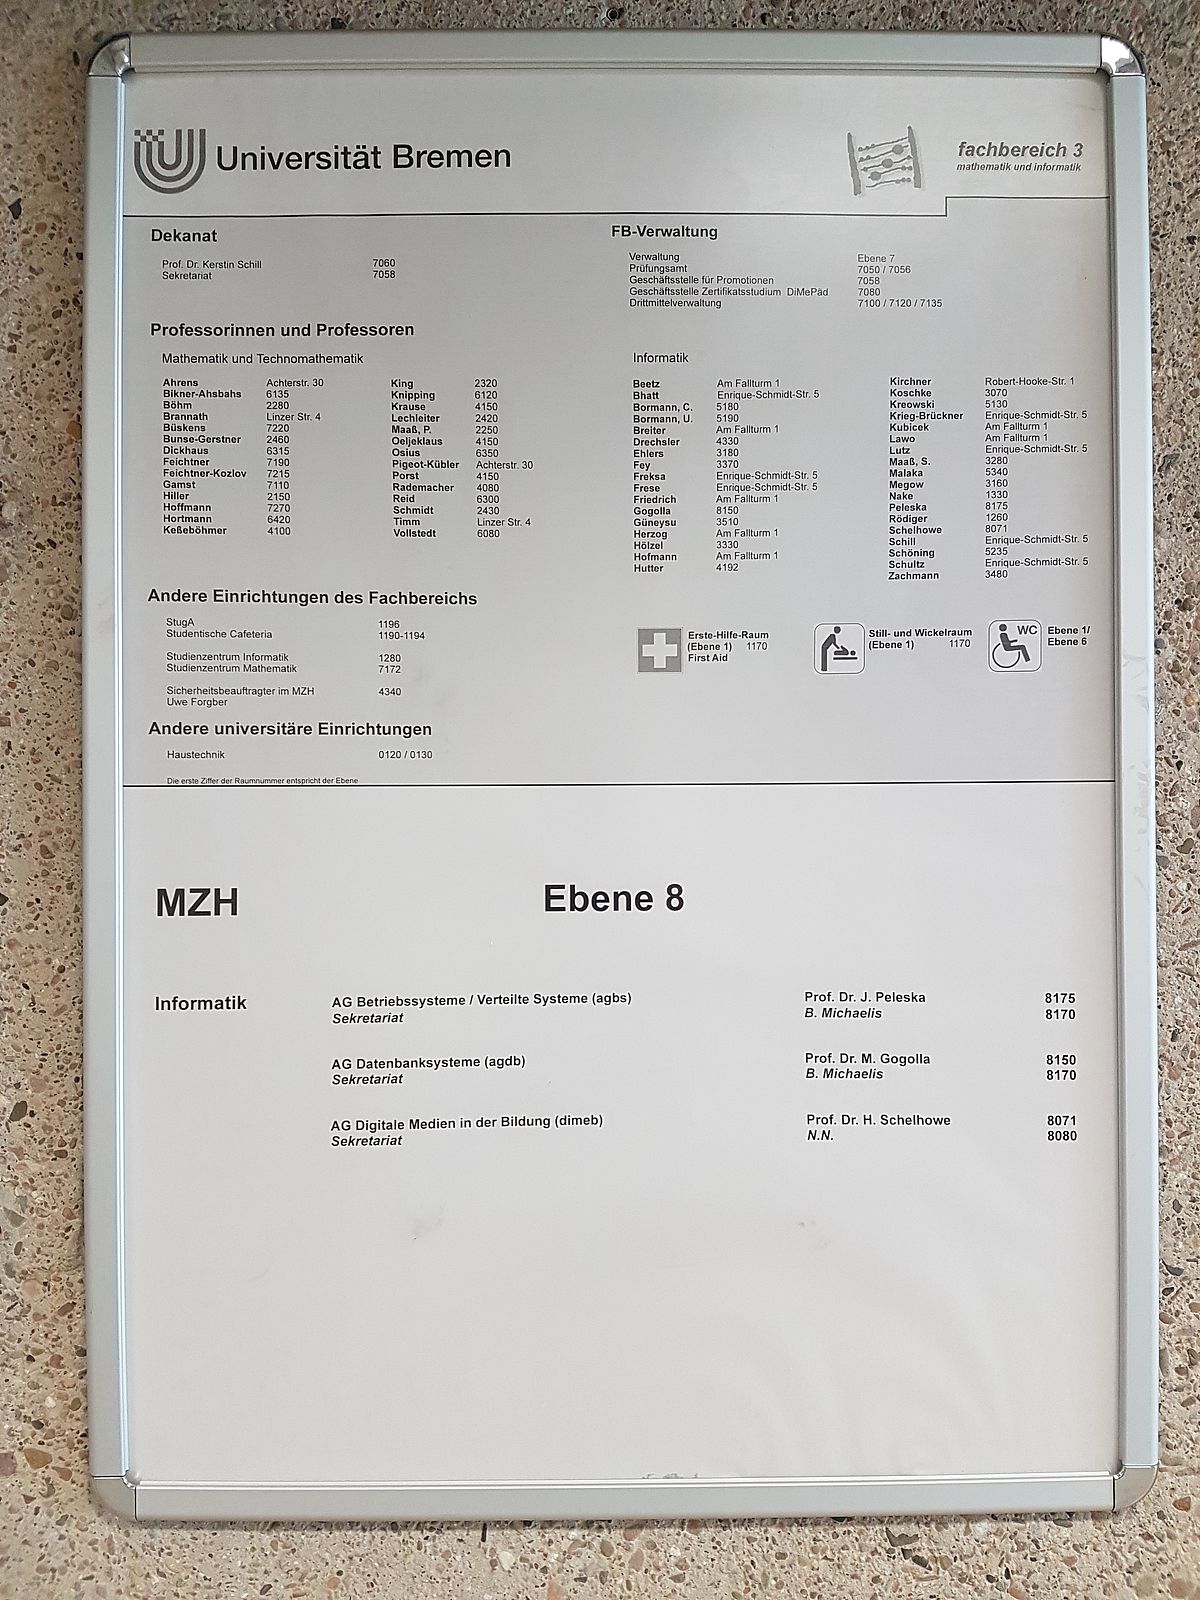 Universität Bremen
fachbereich 3
mathematik und informatik
Dekanat
Prof. Dr. Kerstin Schill 7060
Sekretariat 7058
FB-Verwaltung
Verwaltung Ebene 7
Prüfungsamt 7050 / 7056
Geschäftsstelle für Promotionen 7058
Geschäftsstelle Zertifikatsstudium DiMePäd 7080
Drittmittelverwaltung 7100 / 7120 / 7135
Professorinnen und Professoren
Mathematik und Technomathematik
Ahrens Achterstr. 30
Bikner-Ahsbahs 6135
Böhm 2280
Brannath Linzer Str. 4
Büskens 7220
Bunse-Gerstner 2460
Dickhaus 6315
Feichtner 7190
Feichtner-Kozlov 7215
Gamst 7110
Hiller 2150
Hoffmann 7270
Hortmann 6420
Keßeböhmer 4100
King 2320
Knipping 6120
Krause 4150
Lechleiter 2420
Maaß, P. 2250
Oeljeklaus 4150
Osius 6350
Pigeot-Kübler Achterstr. 30
Porst 4150
Rademacher 4080
Reid 6300
Schmidt 2430
Timm Linzer Str. 4
Vollstedt 6080
Informatik
Beetz Am Fallturm 1
Bhatt Enrique-Schmidt-Str. 5
Bormann, C. 5180
Bormann, U. 5190
Breiter Am Fallturm 1
Drechsler 4330
Ehlers 3180
Fey 3370
Freksa Enrique-Schmidt-Str. 5
Frese Enrique-Schmidt-Str. 5
Friedrich Am Fallturm 1
Gogolla 8150
Güneysu 3510
Herzog Am Fallturm 1
Hölzel 3330
Hofmann Am Fallturm 1
Hutter 4192
Kirchner Robert-Hooke-Str. 1
Koschke 3070
Kreowski 5130
Krieg-Brückner Enrique-Schmidt-Str. 5
Kubicek Am Fallturm 1
Lawo Am Fallturm 1
Lutz Enrique-Schmidt-Str. 5
Maaß, S. 3280
Malaka 5340
Megow 3160
Nake 1330
Peleska 8175
Rödiger 1260
Schelhowe 8071
Schill Enrique-Schmidt-Str. 5
Schöning 5235
Schultz Enrique-Schmidt-Str. 5
Zachmann 3480
Andere Einrichtungen des Fachbereichs
StugA 1196
Studentische Cafeteria 1190-1194
Studienzentrum Informatik 1280
Studienzentrum Mathematik 7172
Sicherheitsbeauftragter im MZH 4340
Uwe Forgber
Erste-Hilfe-Raum
(Ebene 1) 1170
First Aid
Still- und Wickelraum
(Ebene 1) 1170
WC
Ebene 1/
Ebene 6
Andere universitäre Einrichtungen
Haustechnik 0120 / 0130
Die erste Ziffer der Raumnummer entspricht der Ebene
MZH Ebene 8
Informatik
AG Betriebssysteme / Verteilte Systeme (agbs) Prof. Dr. J. Peleska 8175
Sekretariat B. Michaelis 8170
AG Datenbanksysteme (agdb) Prof. Dr. M. Gogolla 8150
Sekretariat B. Michaelis 8170
AG Digitale Medien in der Bildung (dimeb) Prof. Dr. H. Schelhowe 8071
Sekretariat N.N. 8080